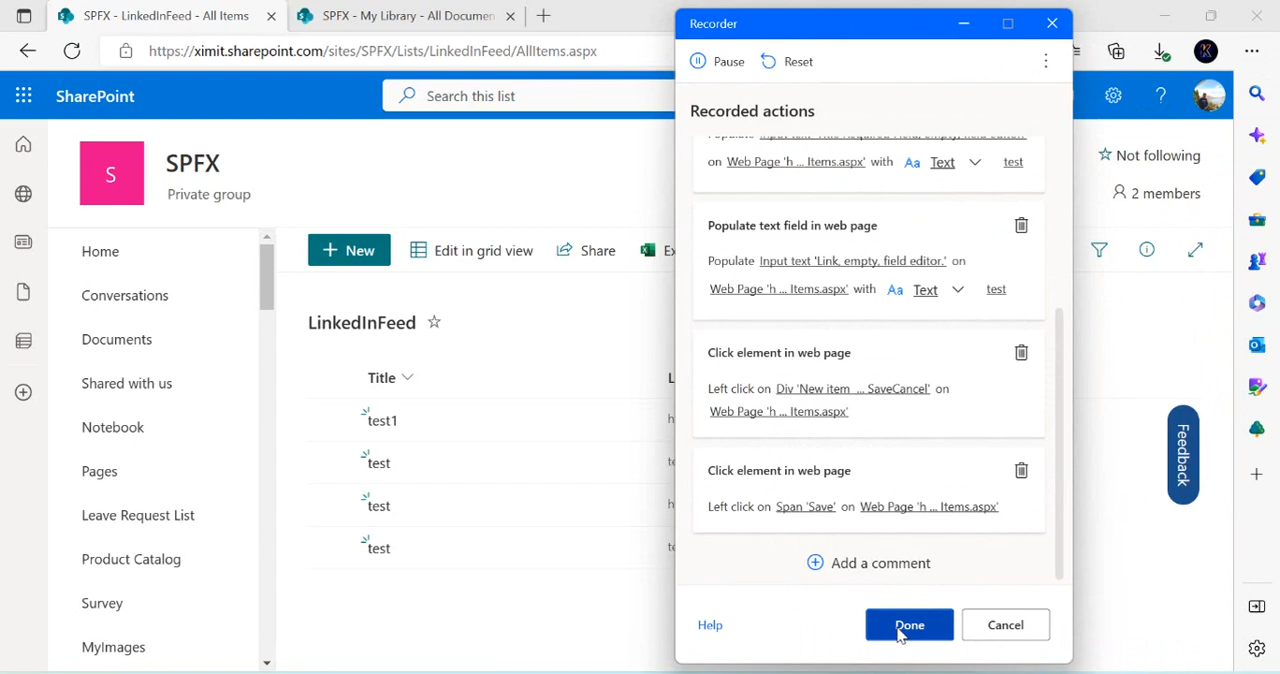 SPFX - LinkedInFeed - All Items
SPFX - My Library - All Documen
https://ximit.sharepoint.com/sites/SPFX/Lists/LinkedInFeed/AllItems.aspx
SharePoint
Search this list
S
SPFX
Private group
Not following
2 members
Home
Conversations
Documents
Shared with us
Notebook
Pages
Leave Request List
Product Catalog
Survey
MyImages
New
Edit in grid view
Share
Ex
LinkedInFeed
Title
L
test1
h
test
te
test
h
test
te
Recorder
Pause
Reset
Recorded actions
on Web Page 'h ... Items.aspx' with Aa Text test
Populate text field in web page
Populate Input text 'Link, empty, field editor.' on
Web Page 'h ... Items.aspx' with Aa Text test
Click element in web page
Left click on Div 'New item ... SaveCancel' on
Web Page 'h ... Items.aspx'
Click element in web page
Left click on Span 'Save' on Web Page 'h ... Items.aspx'
Add a comment
Help
Done
Cancel
Feedback